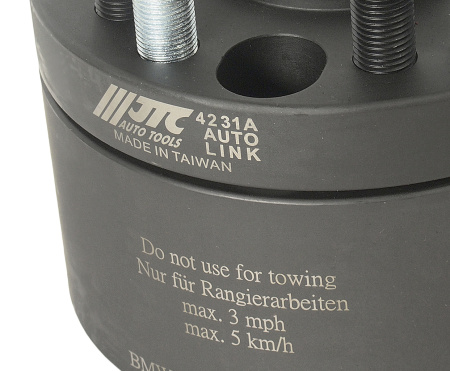 JTC
AUTO TOOLS
MADE IN TAIWAN
4231A
AUTO
LINK
Do not use for towing
Nur für Rangierarbeiten
max. 3 mph
max. 5 km/h
BMW